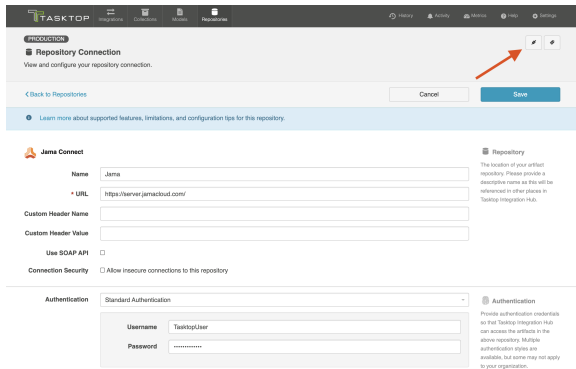 TASKTOP
Integrations
Collections
Models
Repositories
History
Activity
Metrics
Help
Settings
PRODUCTION
Repository Connection
View and configure your repository connection.
Back to Repositories
Cancel
Save
Learn more about supported features, limitations, and configuration tips for this repository.
Jama Connect
Name
Jama
* URL
https://server.jamacloud.com/
Custom Header Name
Custom Header Value
Use SOAP API
Connection Security
Allow insecure connections to this repository
Repository
The location of your artifact
repository. Please provide a
descriptive name as this will be
referenced in other places in
Tasktop Integration Hub.
Authentication
Standard Authentication
Username
TasktopUser
Password
•••••••••••••
Authentication
Provide authentication credentials
so that Tasktop Integration Hub
can access the artifacts in the
above repository. Multiple
authentication styles are
available, but some may not apply
to your organization.